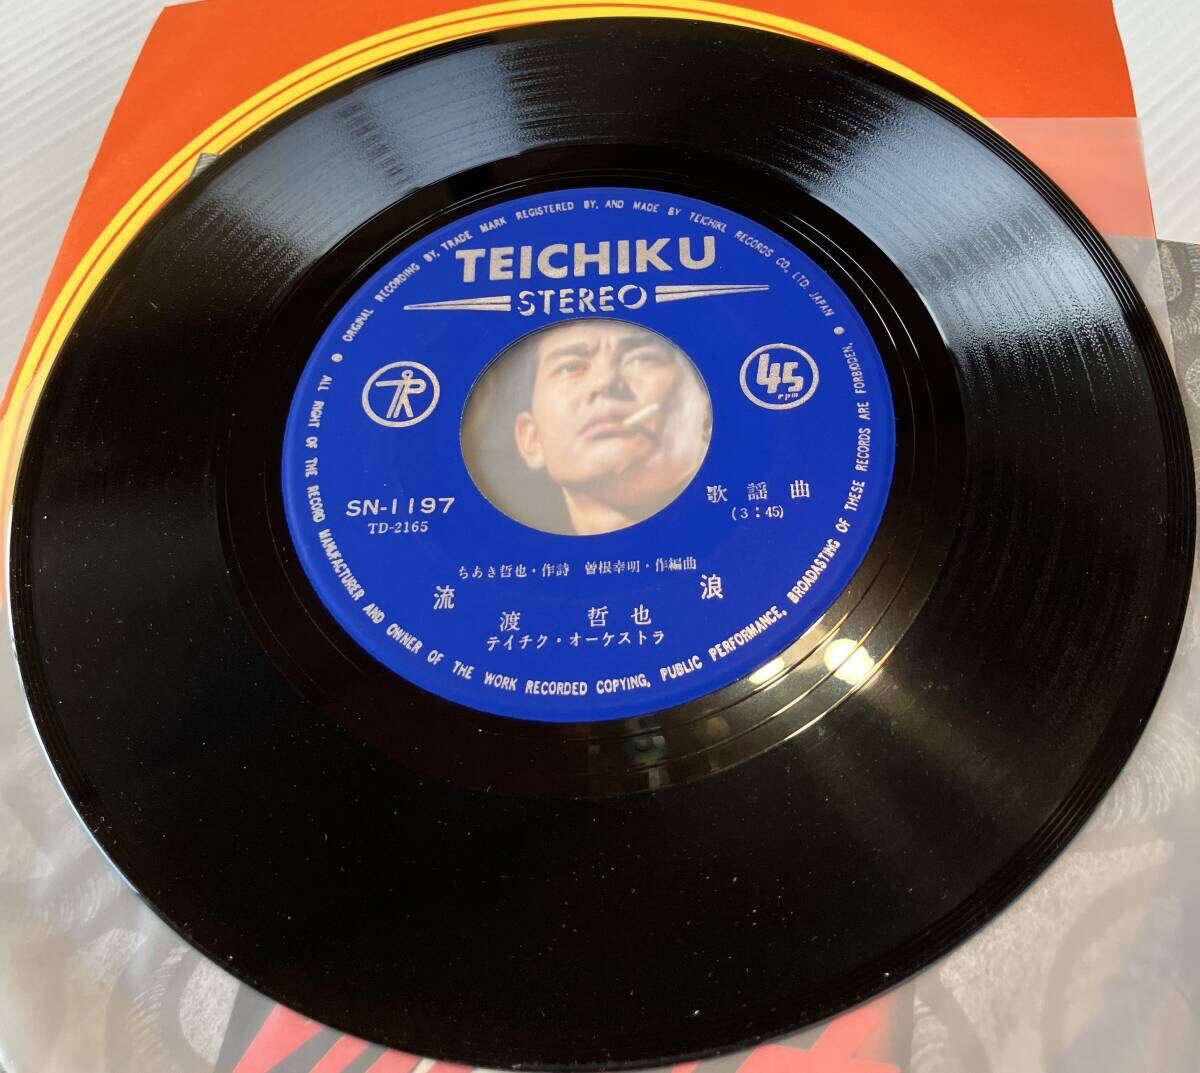 ORIGINAL RECORDING BY, TRADE MARK REGISTERED BY, AND MADE BY TEICHIKU RECORDS CO., LTD. JAPAN
TEICHIKU
STEREO
45
rpm
SN-1197
TD-2165
歌謡曲
(3:45)
ちあき哲也・作詩 曽根幸明・作編曲
流浪
渡哲也
テイチク・オーケストラ
ALL RIGHT OF THE RECORD MANUFACTURER AND OWNER OF THE WORK RECORDED COPYING, PUBLIC PERFORMANCE, BROADASTING OF THESE RECORDS ARE FORBIDDEN.